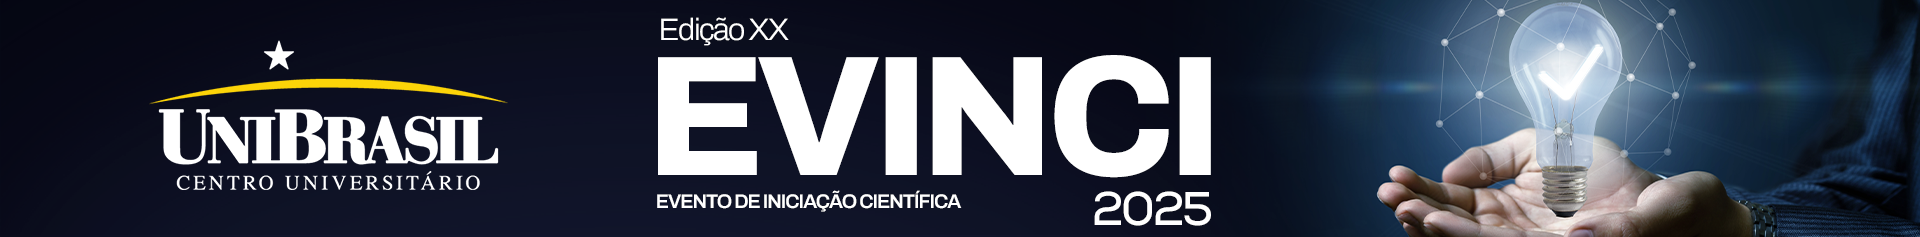 UNIBRASIL
CENTRO UNIVERSITÁRIO
Edição XX
EVINCI
EVENTO DE INICIAÇÃO CIENTÍFICA
2025